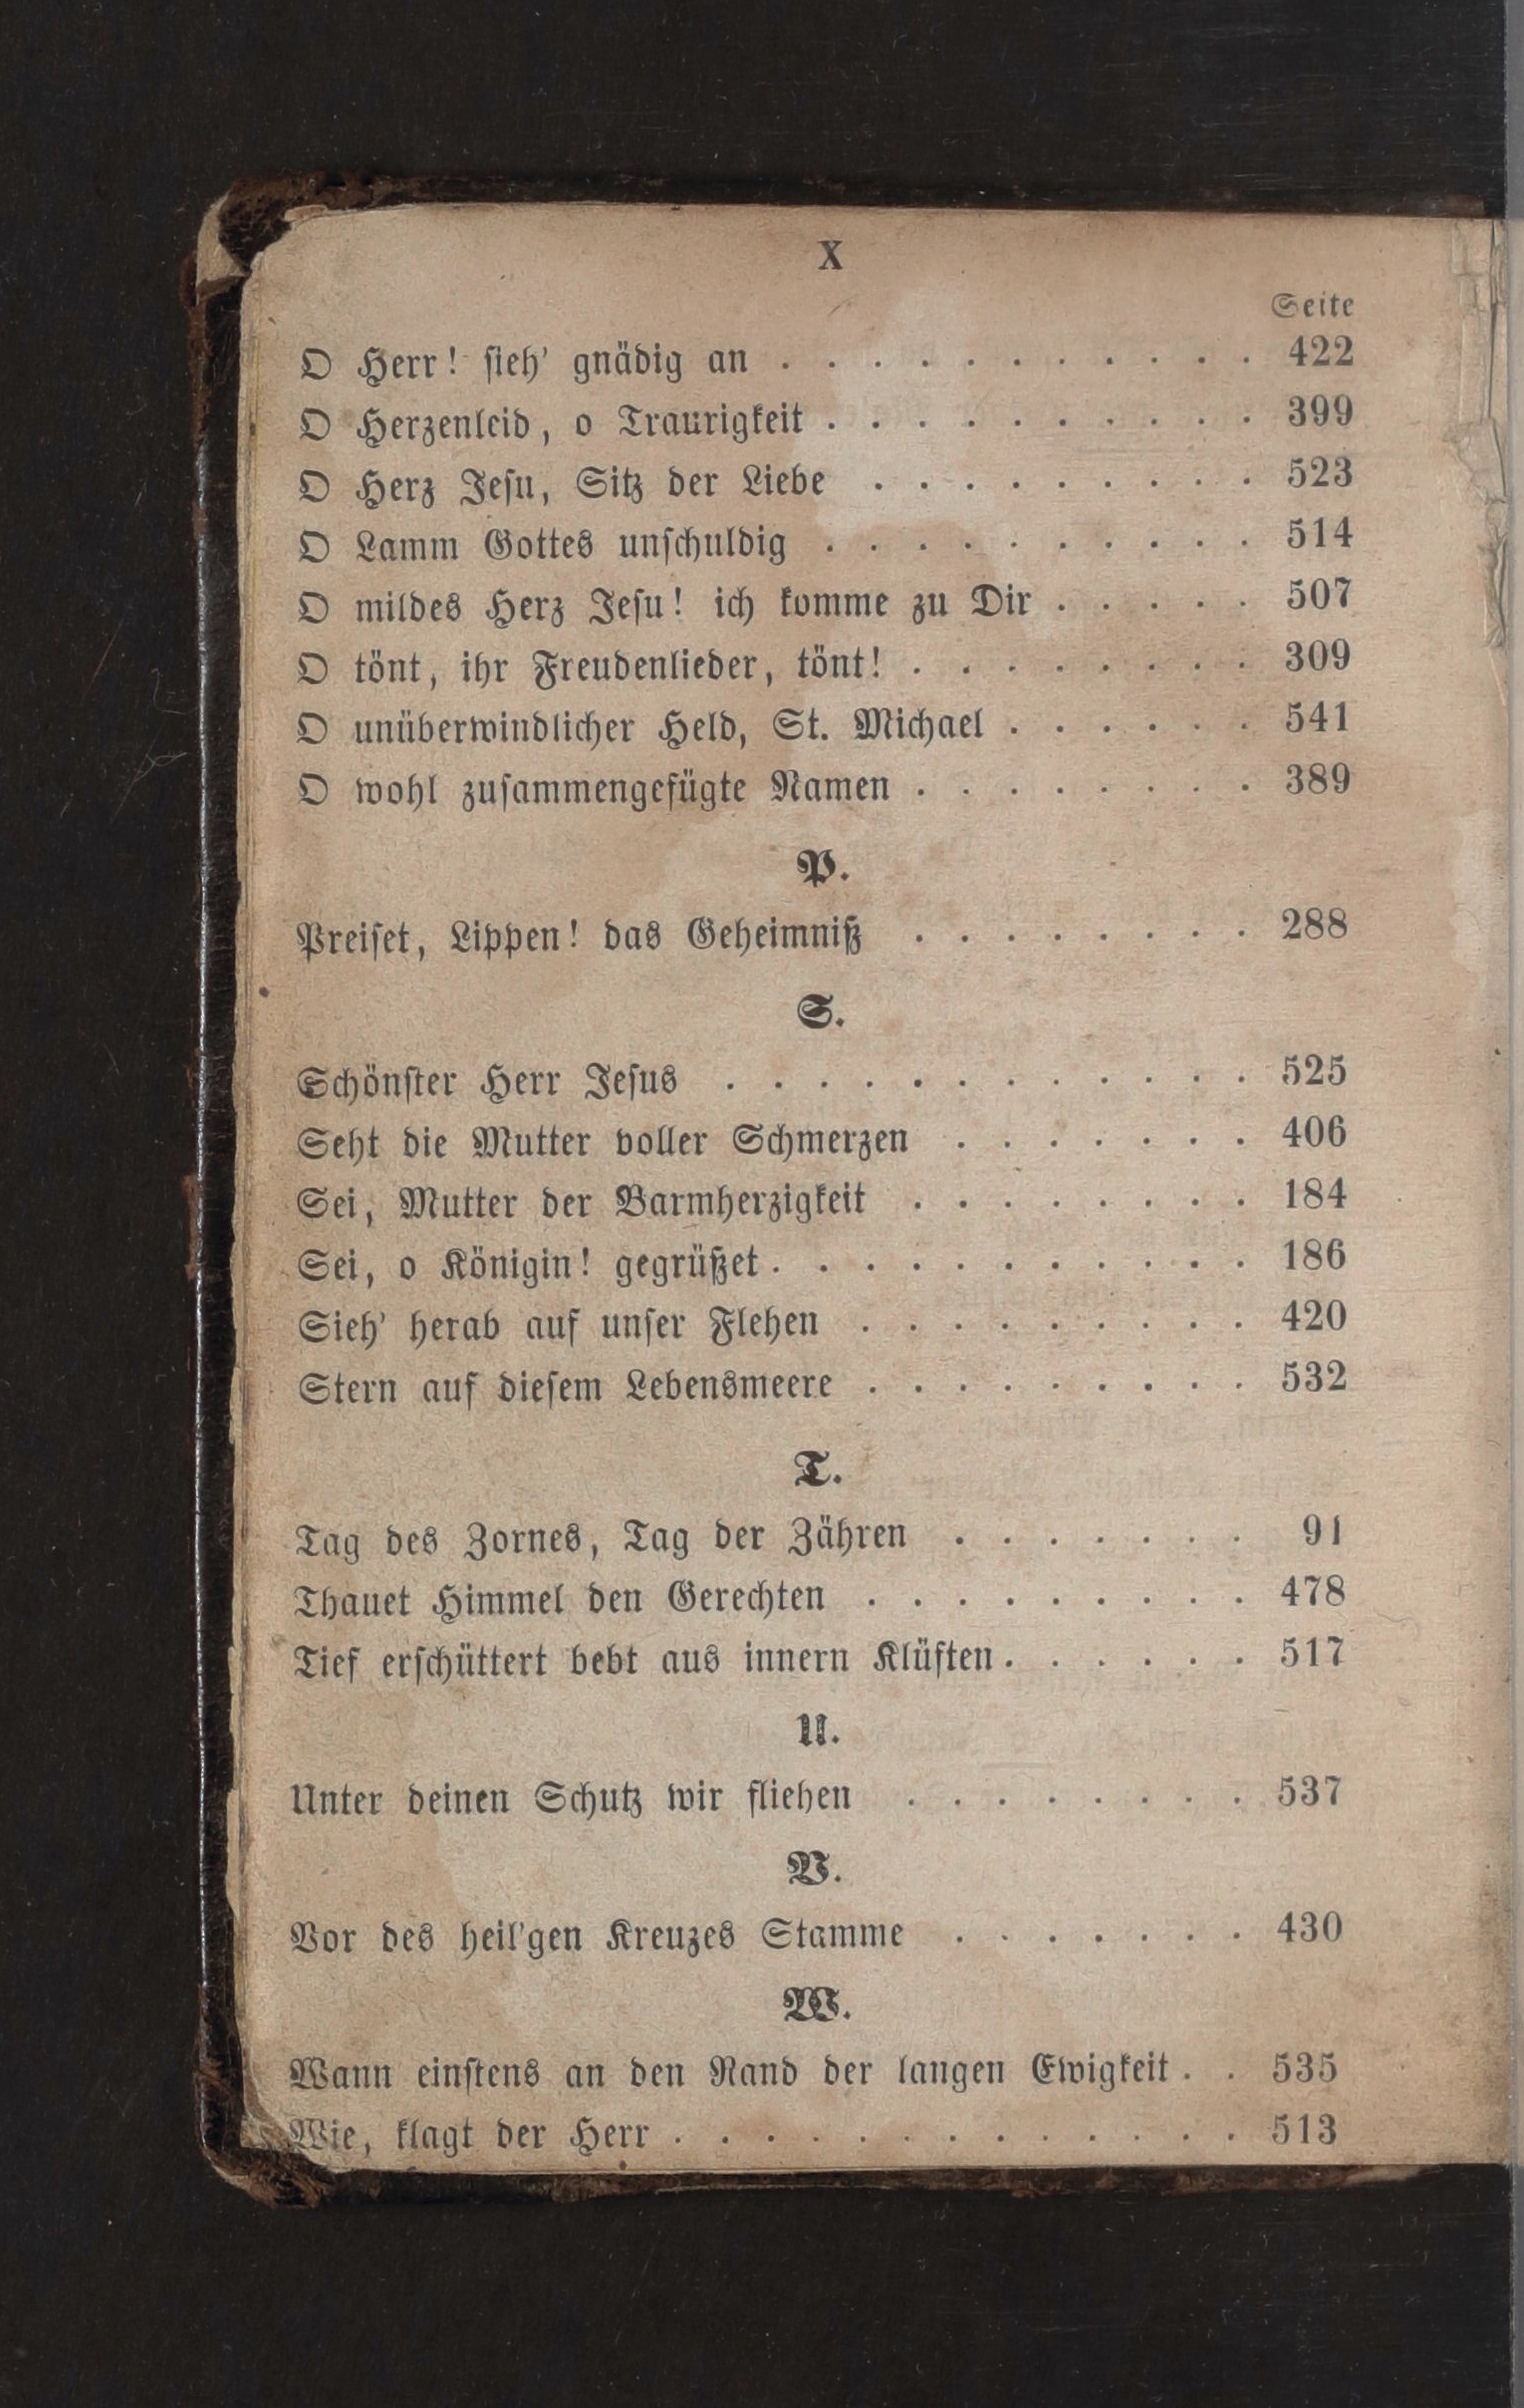 X
Seite
O Herr! sieh' gnädig an . . . . . . . . . . . 422
O Herzenleid, o Traurigkeit . . . . . . . . . . 399
O Herz Jesu, Sitz der Liebe . . . . . . . . . 523
O Lamm Gottes unschuldig . . . . . . . . . . 514
O mildes Herz Jesu! ich komme zu Dir . . . . . 507
O tönt, ihr Freudenlieder, tönt! . . . . . . . . 309
O unüberwindlicher Held, St. Michael . . . . . . 541
O wohl zusammengefügte Namen . . . . . . . . 389
P.
Preiset, Lippen! das Geheimniß . . . . . . . . 288
S.
Schönster Herr Jesus . . . . . . . . . . . . 525
Seht die Mutter voller Schmerzen . . . . . . . 406
Sei, Mutter der Barmherzigkeit . . . . . . . . 184
Sei, o Königin! gegrüßet . . . . . . . . . . . 186
Sieh' herab auf unser Flehen . . . . . . . . . 420
Stern auf diesem Lebensmeere . . . . . . . . . 532
T.
Tag des Zornes, Tag der Zähren . . . . . . . 91
Thauet Himmel den Gerechten . . . . . . . . . 478
Tief erschüttert bebt aus innern Klüften . . . . . . 517
U.
Unter deinen Schutz wir fliehen . . . . . . . . 537
V.
Vor des heil'gen Kreuzes Stamme . . . . . . . 430
W.
Wann einstens an den Rand der langen Ewigkeit . . 535
Wie, klagt der Herr . . . . . . . . . . . . . 513